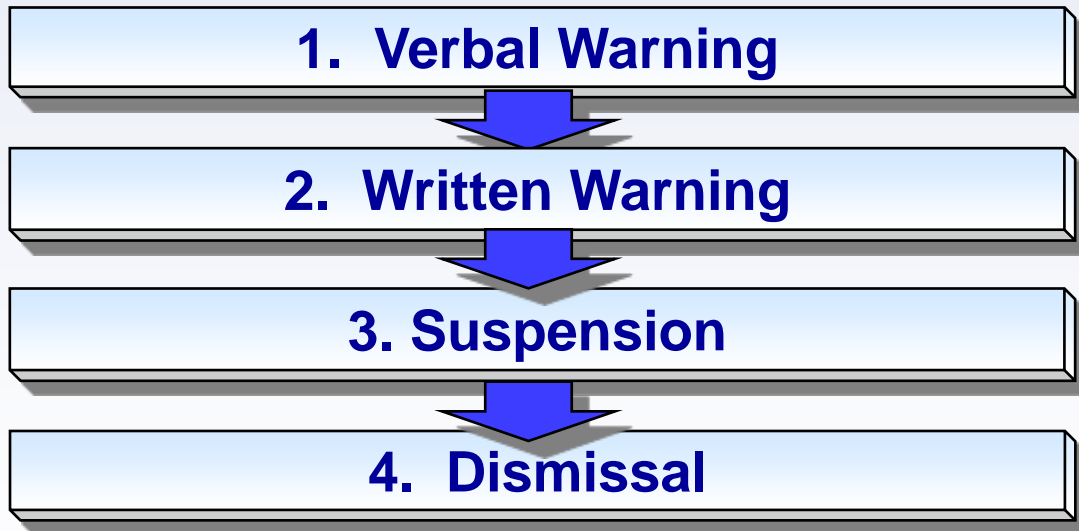 1. Verbal Warning
2. Written Warning
3. Suspension
4. Dismissal